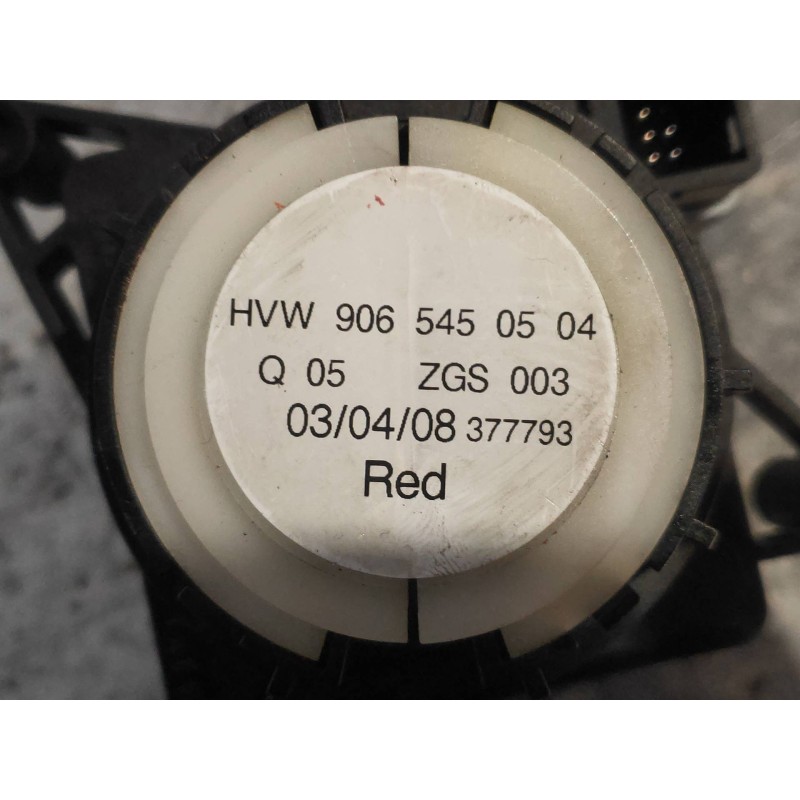 HVW 906 545 05 04
Q 05 ZGS 003
03/04/08 377793
Red